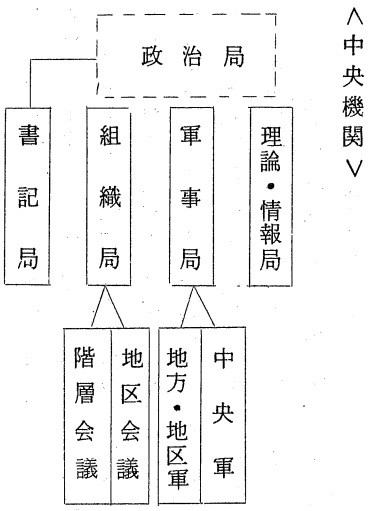 ＜中央機関＞
政治局
理論・情報局
軍事局
組織局
書記局
中央軍
地方・地区軍
地区会議
階層会議